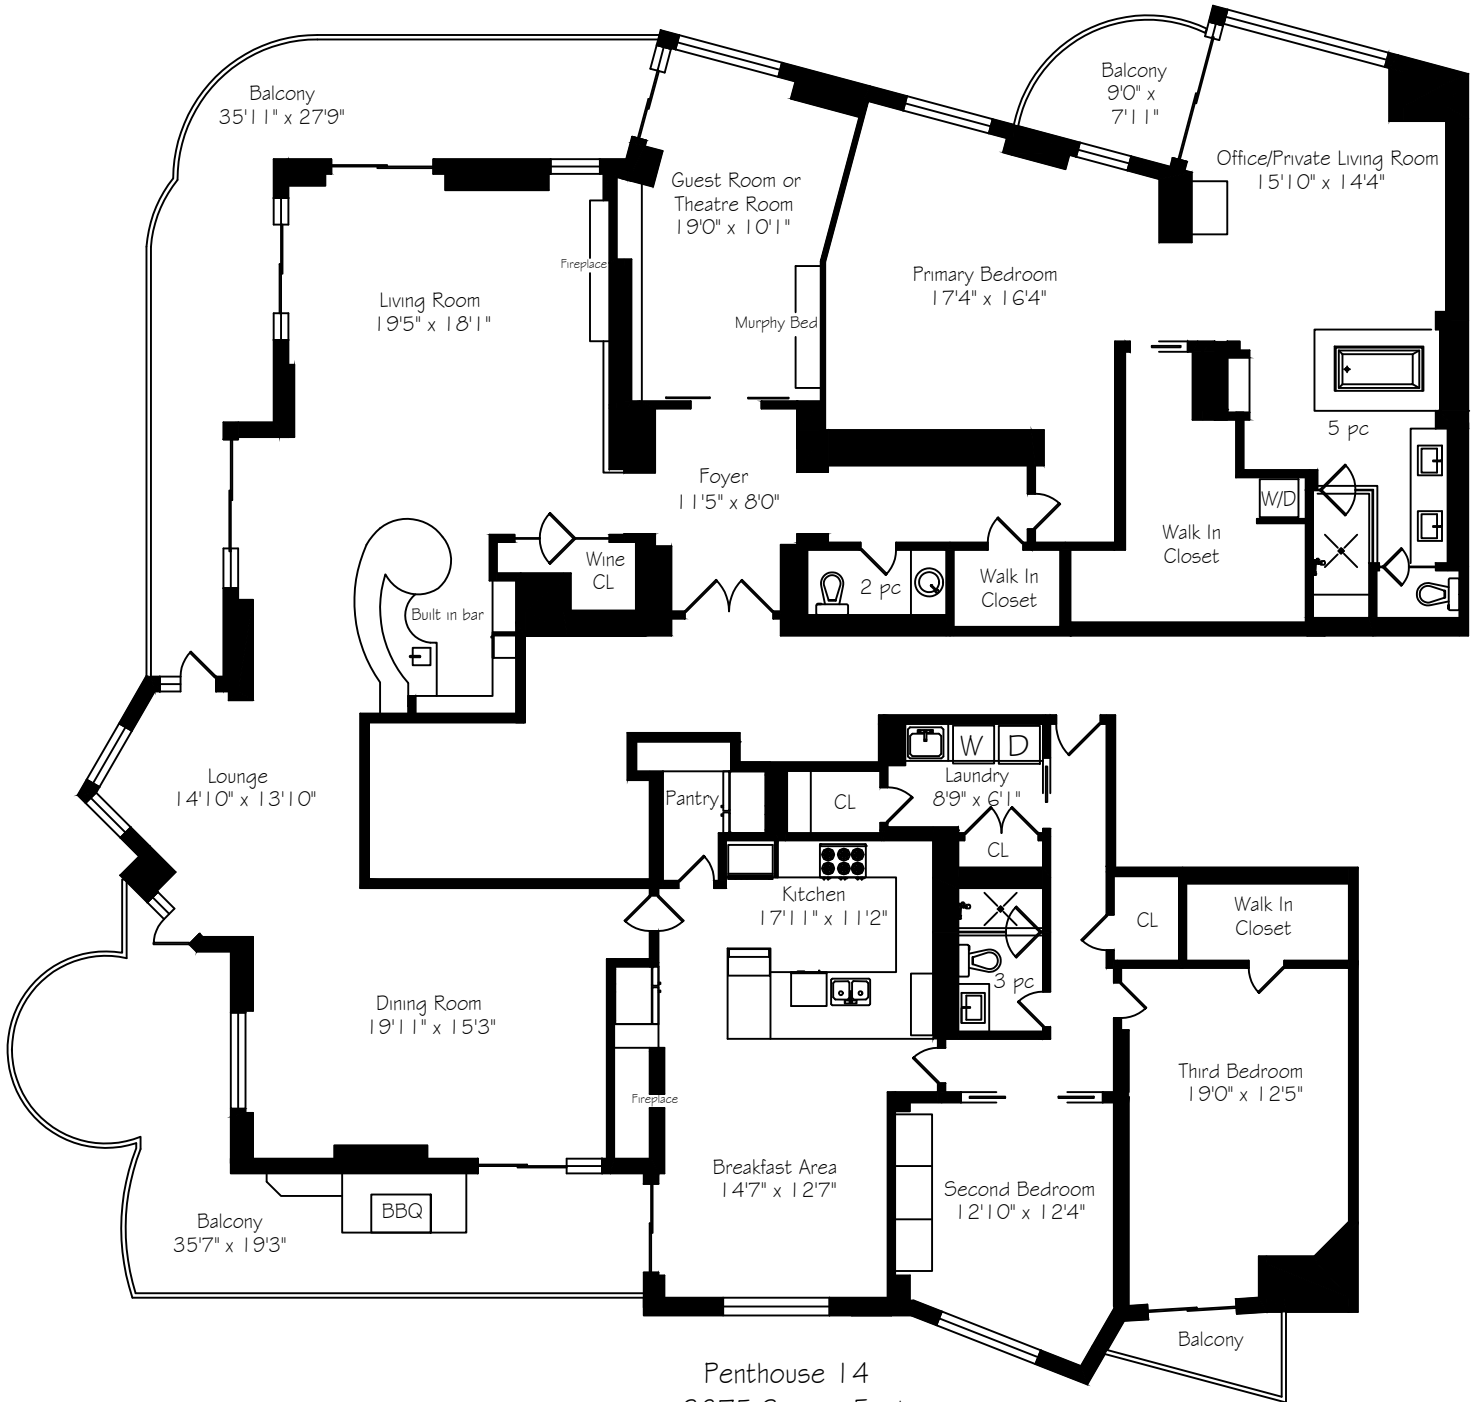 Balcony
35'11" x 27'9"
Balcony
9'0" x
7'11"
Office/Private Living Room
15'10" x 14'4"
Guest Room or
Theatre Room
19'0" x 10'1"
Fireplace
Living Room
19'5" x 18'1"
Primary Bedroom
17'4" x 16'4"
Murphy Bed
5 pc
Foyer
11'5" x 8'0"
W/D
Wine
CL
Walk In
Closet
2 pc
Walk In
Closet
Built in bar
W
D
Lounge
14'10" x 13'10"
Pantry
CL
Laundry
8'9" x 6'1"
CL
Kitchen
17'11" x 11'2"
CL
Walk In
Closet
3 pc
Dining Room
19'11" x 15'3"
Fireplace
Third Bedroom
19'0" x 12'5"
Breakfast Area
14'7" x 12'7"
Second Bedroom
12'10" x 12'4"
BBQ
Balcony
35'7" x 19'3"
Balcony
Penthouse 14